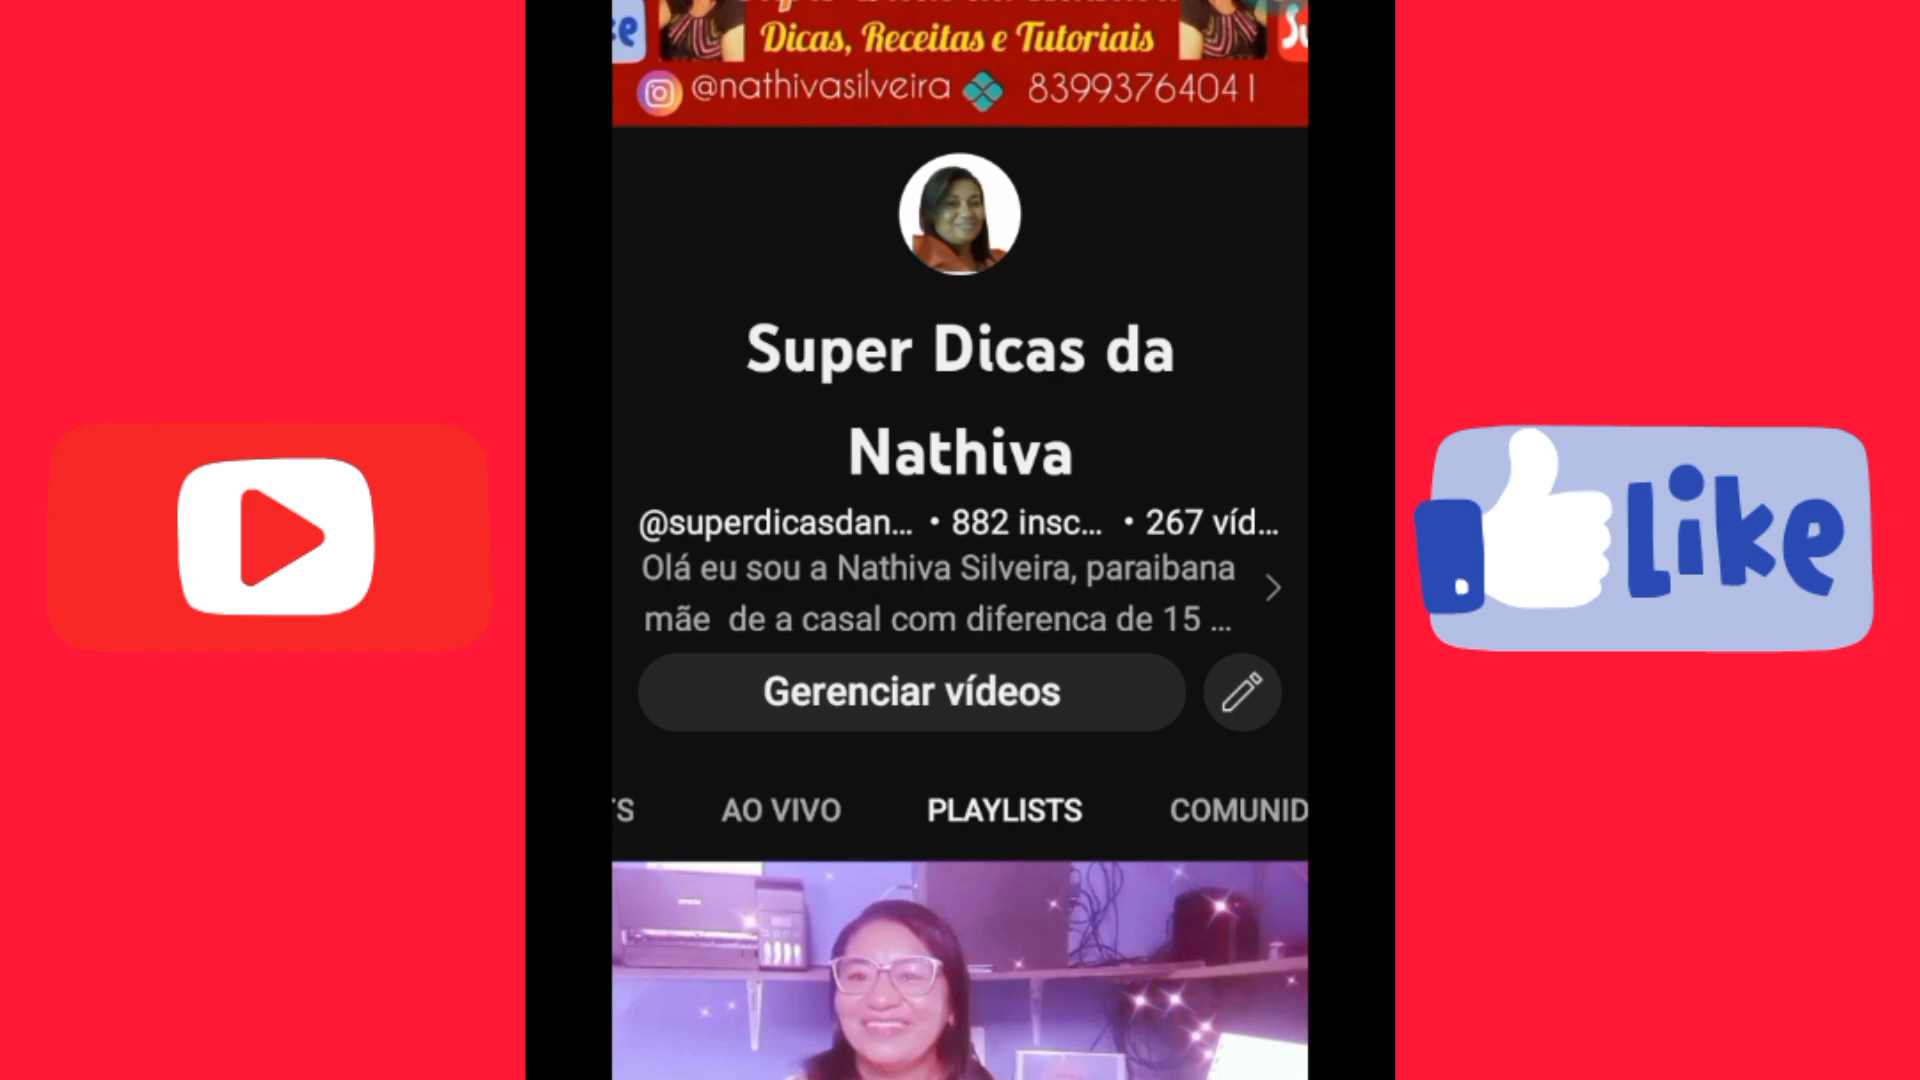 Dicas, Receitas e Tutoriais
@nathivasilveira 83993764041
Super Dicas da
Nathiva
@superdicasdan... • 882 insc... • 267 víd...
Olá eu sou a Nathiva Silveira, paraibana
mãe de a casal com diferenca de 15 ...
Gerenciar vídeos
AO VIVO PLAYLISTS COMUNID
EPSON
Like